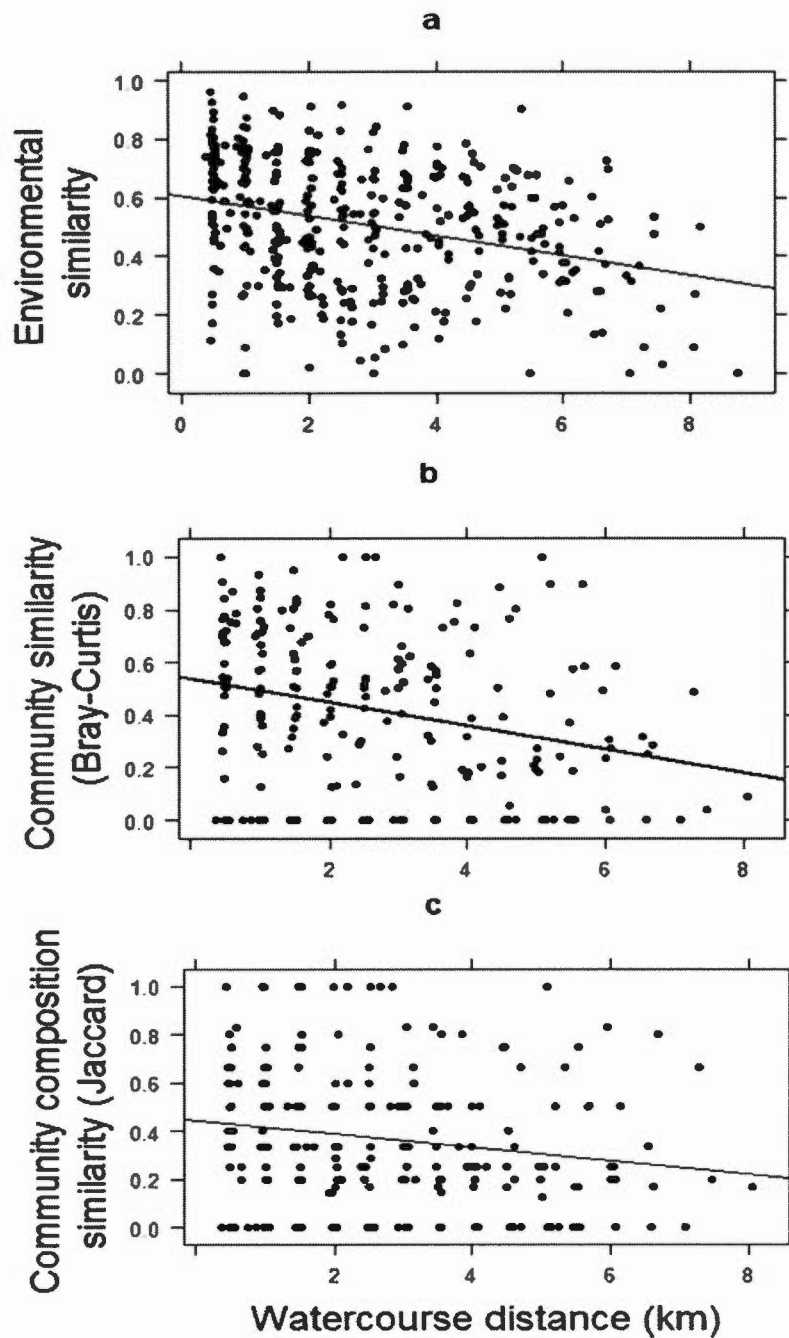 a
Environmental
similarity
1.0
0.8
0.6
0.4
0.2
0.0
0 2 4 6 8
b
Community similarity
(Bray-Curtis)
1.0
0.8
0.6
0.4
0.2
0.0
2 4 6 8
c
Community composition
similarity (Jaccard)
1.0
0.8
0.6
0.4
0.2
0.0
2 4 6 8
Watercourse distance (km)